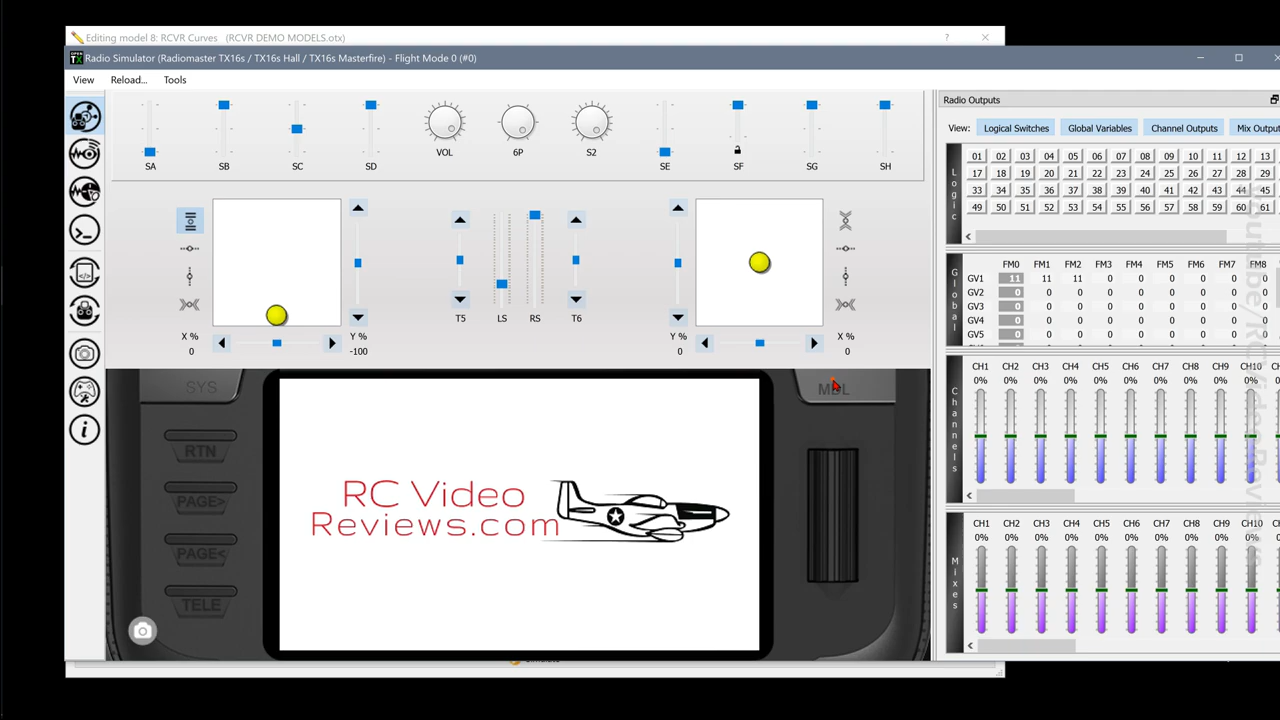 Editing model 8: RCVR Curves (RCVR DEMO MODELS.otx)
?
Radio Simulator (Radiomaster TX16s / TX16s Hall / TX16s Masterfire) - Flight Mode 0 (#0)
View Reload... Tools
SA SB SC SD VOL 6P S2 SE SF SG SH
T5 LS RS T6
X % 0
Y % -100
Y % 0
X % 0
SYS
RTN
PAGE>
PAGE<
TELE
MDL
RC Video
Reviews.com
Radio Outputs
View: Logical Switches Global Variables Channel Outputs Mix Output
Logic
01 02 03 04 05 06 07 08 09 10 11 12 13
17 18 19 20 21 22 23 24 25 26 27 28 29
33 34 35 36 37 38 39 40 41 42 43 44 45
49 50 51 52 53 54 55 56 57 58 59 60 61
Global
FM0 FM1 FM2 FM3 FM4 FM5 FM6 FM7 FM8
GV1 11 11 11 0 0 0 0 0 0
GV2 0 0 0 0 0 0 0 0 0
GV3 0 0 0 0 0 0 0 0 0
GV4 0 0 0 0 0 0 0 0 0
GV5 0 0 0 0 0 0 0 0 0
Channels
CH1 CH2 CH3 CH4 CH5 CH6 CH7 CH8 CH9 CH10 CH
0% 0% 0% 0% 0% 0% 0% 0% 0% 0% 0
Mixes
CH1 CH2 CH3 CH4 CH5 CH6 CH7 CH8 CH9 CH10 CH
0% 0% 0% 0% 0% 0% 0% 0% 0% 0% 0